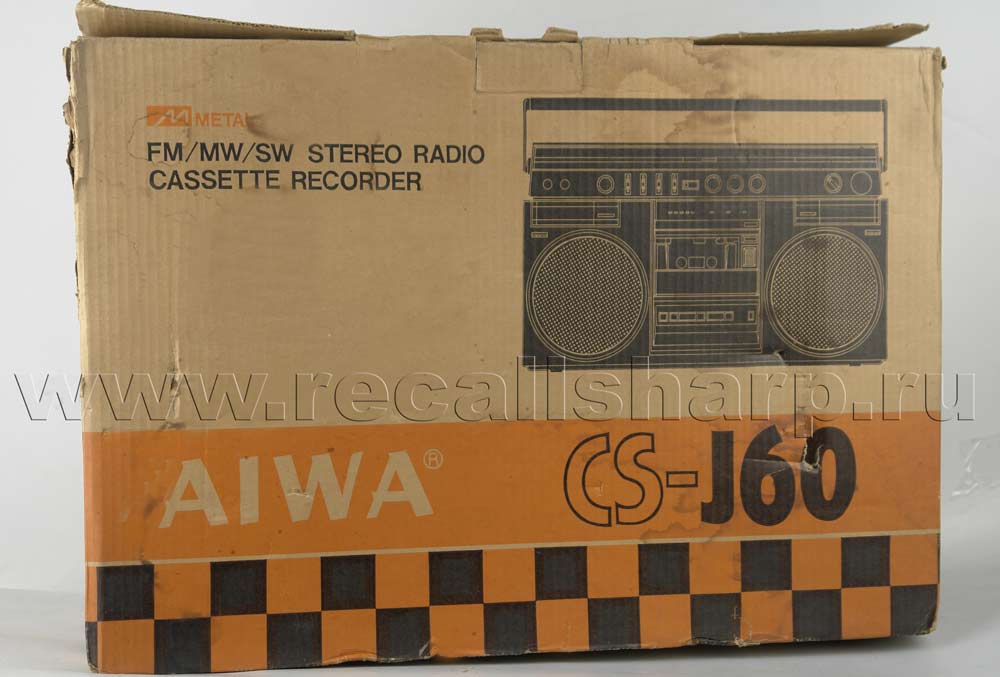 METAL
FM/MW/SW STEREO RADIO
CASSETTE RECORDER
www.recallsharp.ru
AIWA®
CS-J60